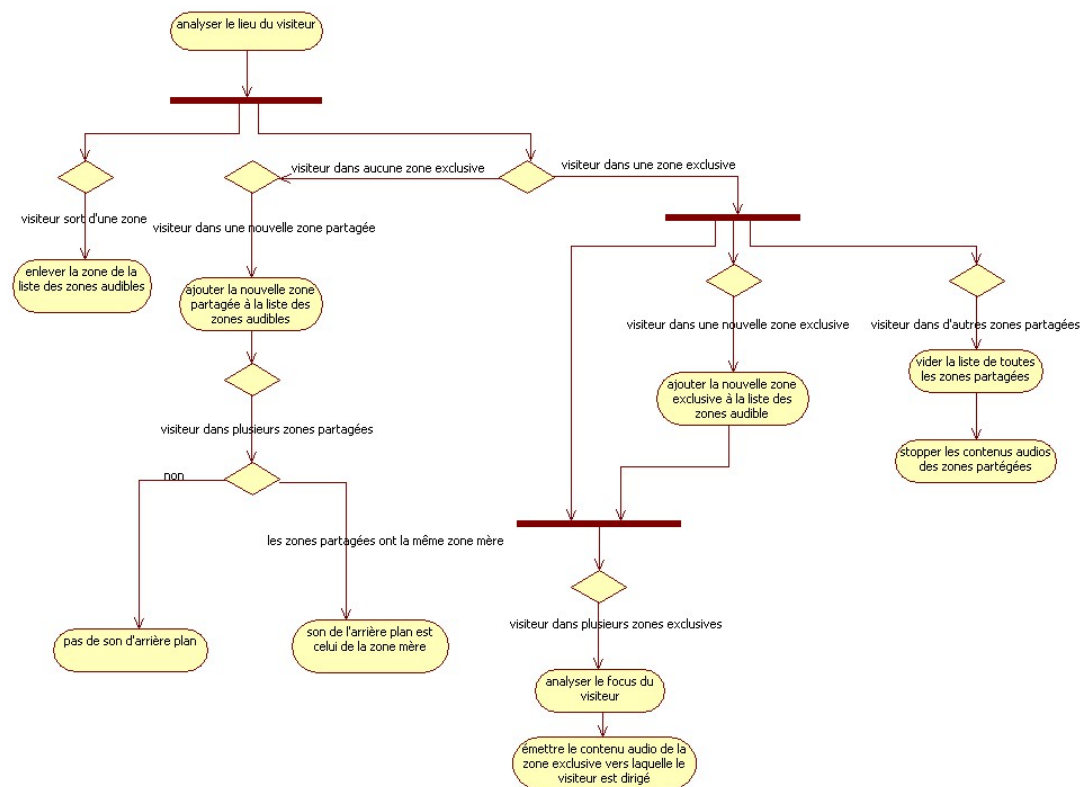 analyser le lieu du visiteur
visiteur dans aucune zone exclusive
visiteur dans une zone exclusive
visiteur sort d'une zone
visiteur dans une nouvelle zone partagée
enlever la zone de la
liste des zones audibles
ajouter la nouvelle zone
partagée à la liste des
zones audibles
visiteur dans une nouvelle zone exclusive
visiteur dans d'autres zones partagées
ajouter la nouvelle zone
exclusive à la liste des
zones audible
vider la liste de toutes
les zones partagées
stopper les contenus audios
des zones partégées
visiteur dans plusieurs zones partagées
non
les zones partagées ont la même zone mère
pas de son d'arrière plan
son de l'arrière plan est
celui de la zone mère
visiteur dans plusieurs zones exclusives
analyser le focus du
visiteur
émettre le contenu audio de la
zone exclusive vers laquelle le
visiteur est dirigé